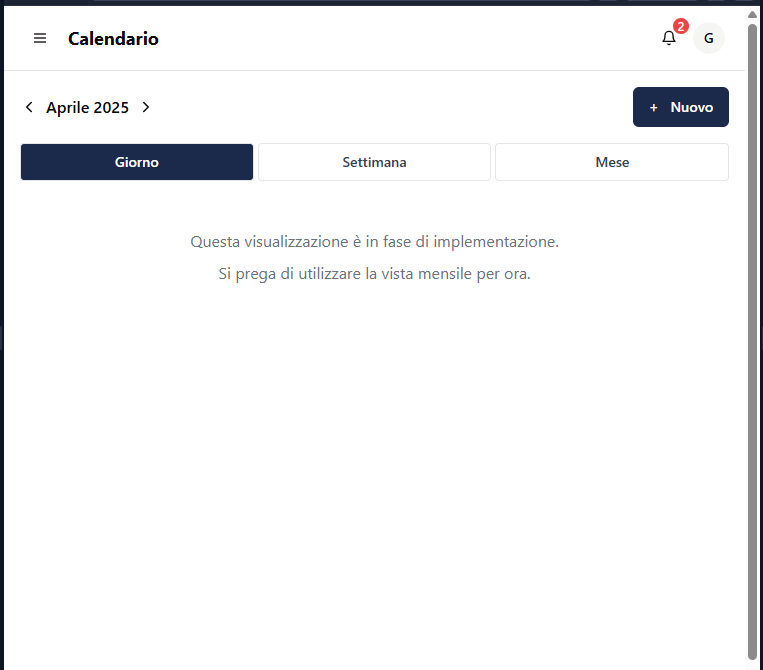 Calendario
2
G
Aprile 2025
+ Nuovo
Giorno
Settimana
Mese
Questa visualizzazione è in fase di implementazione.
Si prega di utilizzare la vista mensile per ora.